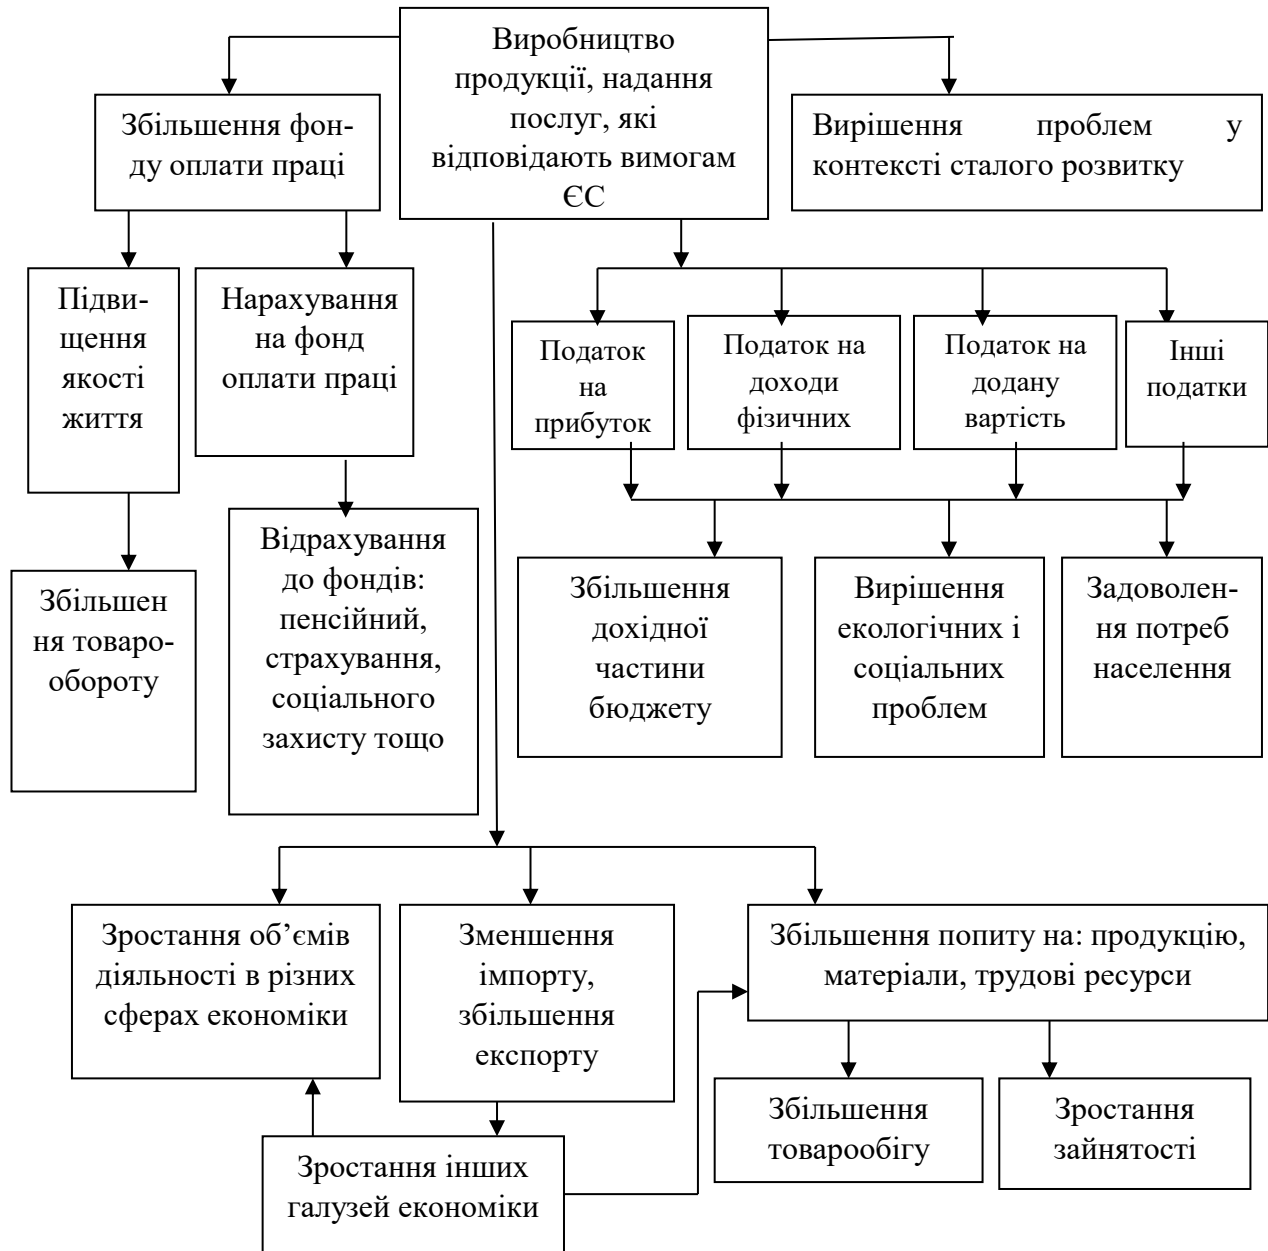 Виробництво
продукції, надання
послуг, які
відповідають вимогам
ЄС
Збільшення фон-
ду оплати праці
Вирішення проблем у
контексті сталого розвитку
Підви-
щення
якості
життя
Нарахування
на фонд
оплати праці
Податок
на
прибуток
Податок на
доходи
фізичних
Податок на
додану
вартість
Інші
податки
Збільшен
ня товаро-
обороту
Відрахування
до фондів:
пенсійний,
страхування,
соціального
захисту тощо
Збільшення
дохідної
частини
бюджету
Вирішення
екологічних і
соціальних
проблем
Задоволен-
ня потреб
населення
Зростання об’ємів
діяльності в різних
сферах економіки
Зменшення
імпорту,
збільшення
експорту
Збільшення попиту на: продукцію,
матеріали, трудові ресурси
Збільшення
товарообігу
Зростання
зайнятості
Зростання інших
галузей економіки